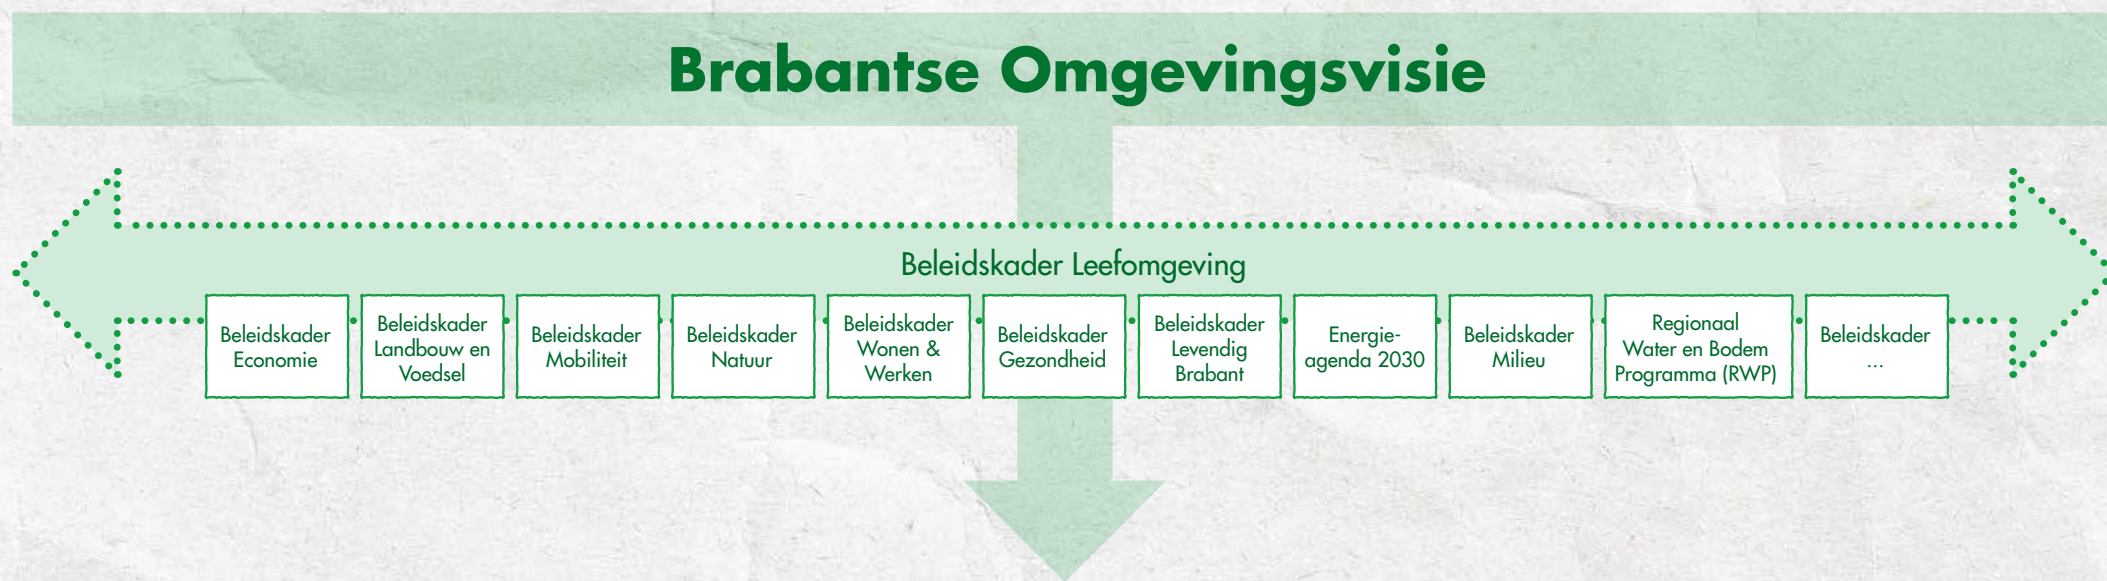 Brabantse Omgevingsvisie
Beleidskader Leefomgeving
Beleidskader
Economie
Beleidskader
Landbouw en
Voedsel
Beleidskader
Mobiliteit
Beleidskader
Natuur
Beleidskader
Wonen &
Werken
Beleidskader
Gezondheid
Beleidskader
Levendig
Brabant
Energie-
agenda 2030
Beleidskader
Milieu
Regionaal
Water en Bodem
Programma (RWP)
Beleidskader
...